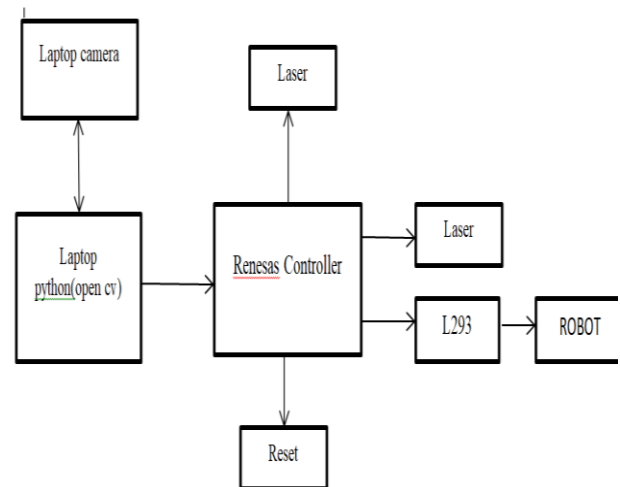 Laptop camera
Laser
Laptop
python(open cv)
Renesas Controller
Laser
L293
ROBOT
Reset